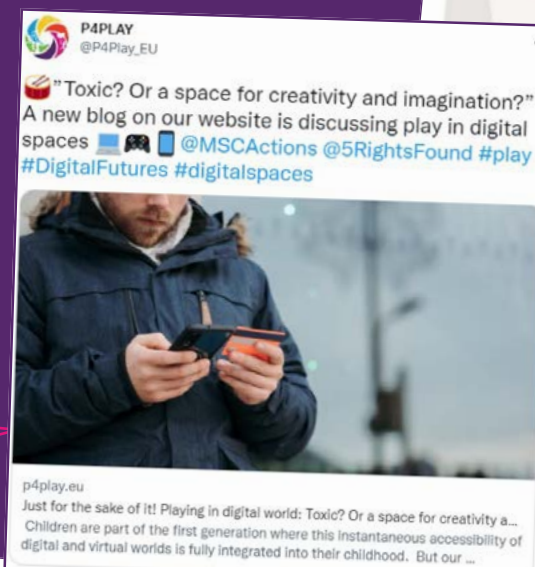 P4PLAY
@P4Play_EU
🥁"Toxic? Or a space for creativity and imagination?"
A new blog on our website is discussing play in digital
spaces 💻 🎮 📱 @MSCActions @5RightsFound #play
#DigitalFutures #digitalspaces
p4play.eu
Just for the sake of it! Playing in digital world: Toxic? Or a space for creativity a...
Children are part of the first generation where this instantaneous accessibility of
digital and virtual worlds is fully integrated into their childhood. But our ...